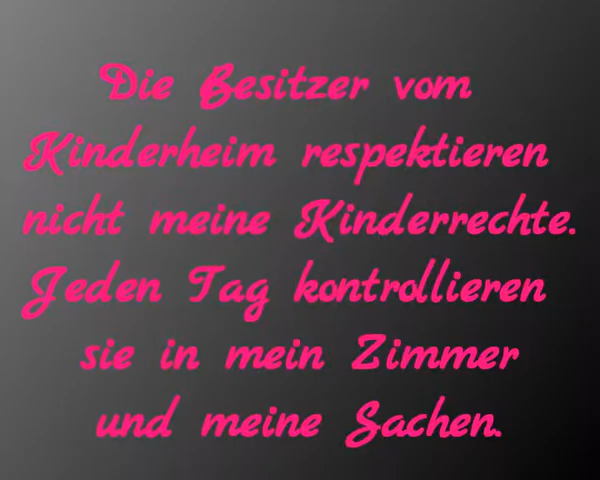 Die Besitzer vom
Kinderheim respektieren
nicht meine Kinderrechte.
Jeden Tag kontrollieren
sie in mein Zimmer
und meine Sachen.